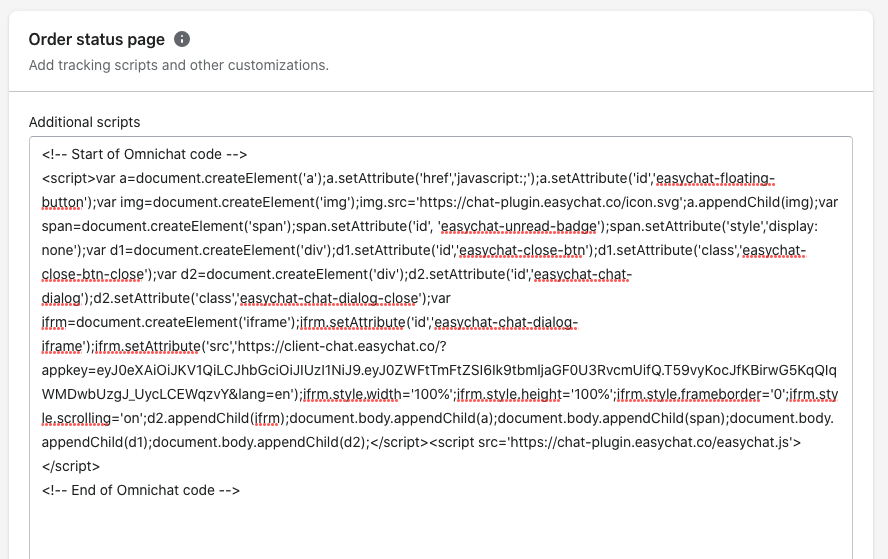 Order status page
Add tracking scripts and other customizations.
Additional scripts
<!-- Start of Omnichat code -->
<script>var a=document.createElement('a');a.setAttribute('href','javascript:;');a.setAttribute('id','easychat-floating-
button');var img=document.createElement('img');img.src='https://chat-plugin.easychat.co/icon.svg';a.appendChild(img);var
span=document.createElement('span');span.setAttribute('id', 'easychat-unread-badge');span.setAttribute('style','display:
none');var d1=document.createElement('div');d1.setAttribute('id','easychat-close-btn');d1.setAttribute('class','easychat-
close-btn-close');var d2=document.createElement('div');d2.setAttribute('id','easychat-chat-
dialog');d2.setAttribute('class','easychat-chat-dialog-close');var
ifrm=document.createElement('iframe');ifrm.setAttribute('id','easychat-chat-dialog-
iframe');ifrm.setAttribute('src','https://client-chat.easychat.co/?
appkey=eyJ0eXAiOiJKV1QiLCJhbGciOiJIUzI1NiJ9.eyJ0ZWFtTmFtZSI6Ik9tbmljaGF0U3RvcmUifQ.T59vyKocJfKBirwG5KqQIq
WMDwbUzgJ_UycLCEWqzvY&lang=en');ifrm.style.width='100%';ifrm.style.height='100%';ifrm.style.frameborder='0';ifrm.sty
le.scrolling='on';d2.appendChild(ifrm);document.body.appendChild(a);document.body.appendChild(span);document.body.
appendChild(d1);document.body.appendChild(d2);</script><script src='https://chat-plugin.easychat.co/easychat.js'>
</script>
<!-- End of Omnichat code -->